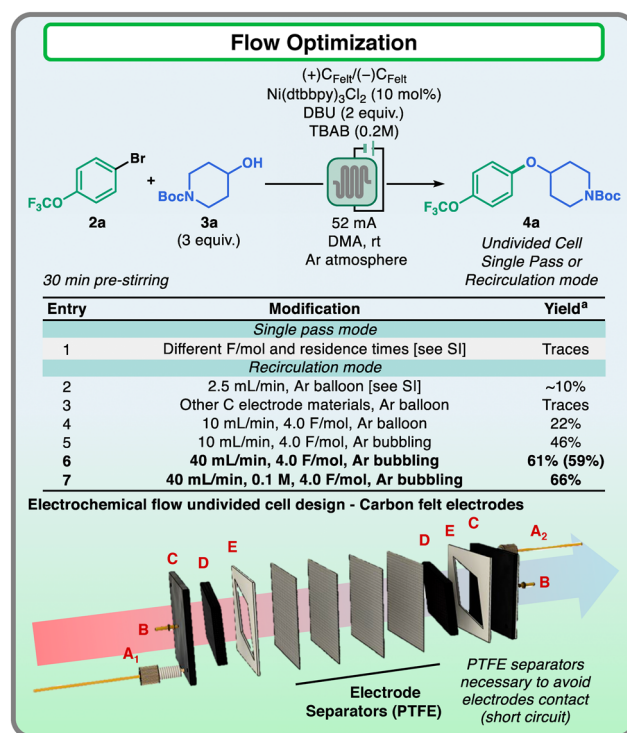 Flow Optimization
(+)CFelt/(−)CFelt
Ni(dtbbpy)3Cl2 (10 mol%)
DBU (2 equiv.)
TBAB (0.2M)
Br
F3CO
2a
+
OH
BocN
3a
(3 equiv.)
52 mA
DMA, rt
Ar atmosphere
O
F3CO
NBoc
4a
Undivided Cell
Single Pass or
Recirculation mode
30 min pre-stirring
Entry Modification Yielda
Single pass mode
1 Different F/mol and residence times [see SI] Traces
Recirculation mode
2 2.5 mL/min, Ar balloon [see SI] ~10%
3 Other C electrode materials, Ar balloon Traces
4 10 mL/min, 4.0 F/mol, Ar balloon 22%
5 10 mL/min, 4.0 F/mol, Ar bubbling 46%
6 40 mL/min, 4.0 F/mol, Ar bubbling 61% (59%)
7 40 mL/min, 0.1 M, 4.0 F/mol, Ar bubbling 66%
Electrochemical flow undivided cell design - Carbon felt electrodes
C D E D E C A2
B B
A1
Electrode
Separators (PTFE)
PTFE separators
necessary to avoid
electrodes contact
(short circuit)